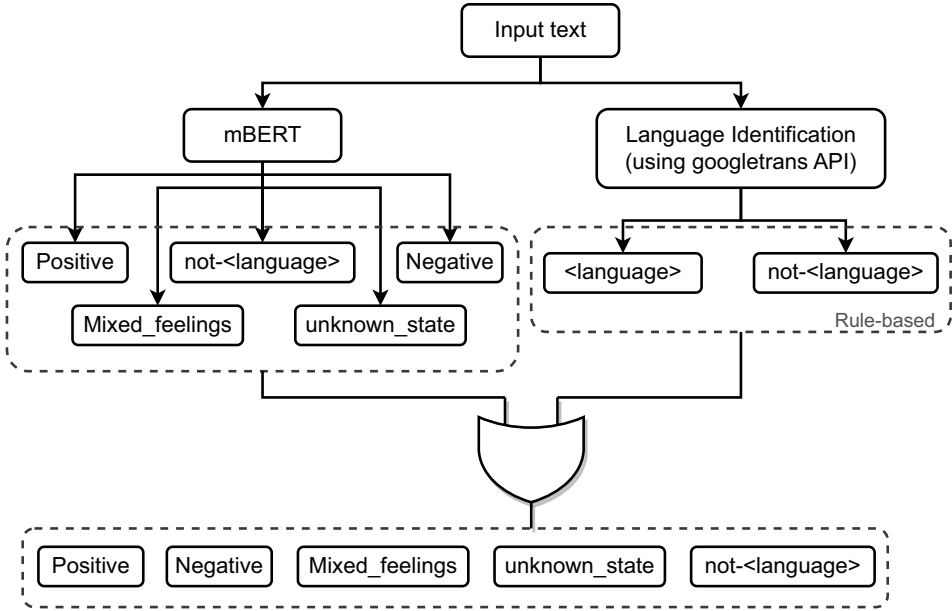 Input text
mBERT
Language Identification
(using googletrans API)
Positive
not-<language>
Negative
Mixed_feelings
unknown_state
<language>
not-<language>
Rule-based
Positive
Negative
Mixed_feelings
unknown_state
not-<language>